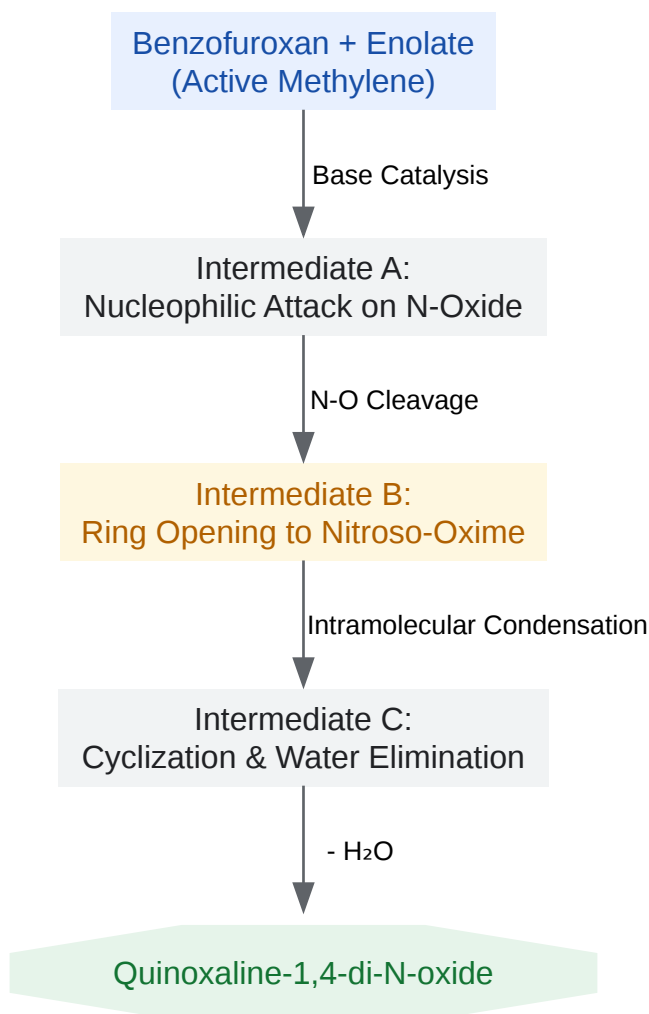 Benzofuroxan + Enolate
(Active Methylene)
Base Catalysis
Intermediate A:
Nucleophilic Attack on N-Oxide
N-O Cleavage
Intermediate B:
Ring Opening to Nitroso-Oxime
Intramolecular Condensation
Intermediate C:
Cyclization & Water Elimination
- H₂O
Quinoxaline-1,4-di-N-oxide